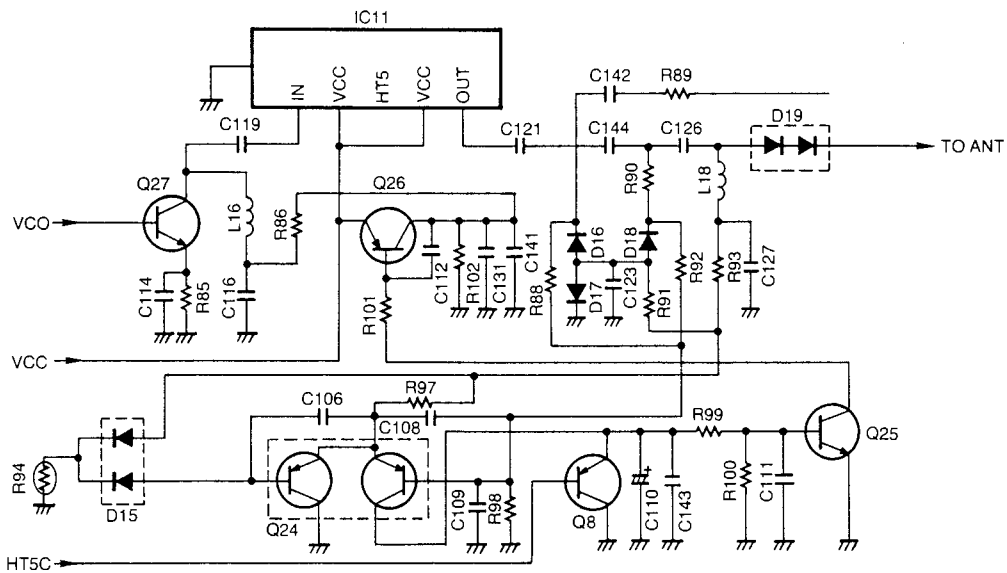 IC11
IN
VCC
HT5
VCC
OUT
C142
R89
C119
C121
C144
C126
D19
TO ANT
Q27
Q26
R90
L18
VCO
L16
R86
D16
D18
C114
R85
C116
C112
R102
C131
C141
R88
D17
C123
R91
R92
R93
C127
R101
VCC
C106
R97
C108
R99
Q25
R94
D15
Q24
C109
R98
Q8
C110
+
C143
R100
C111
HT5C